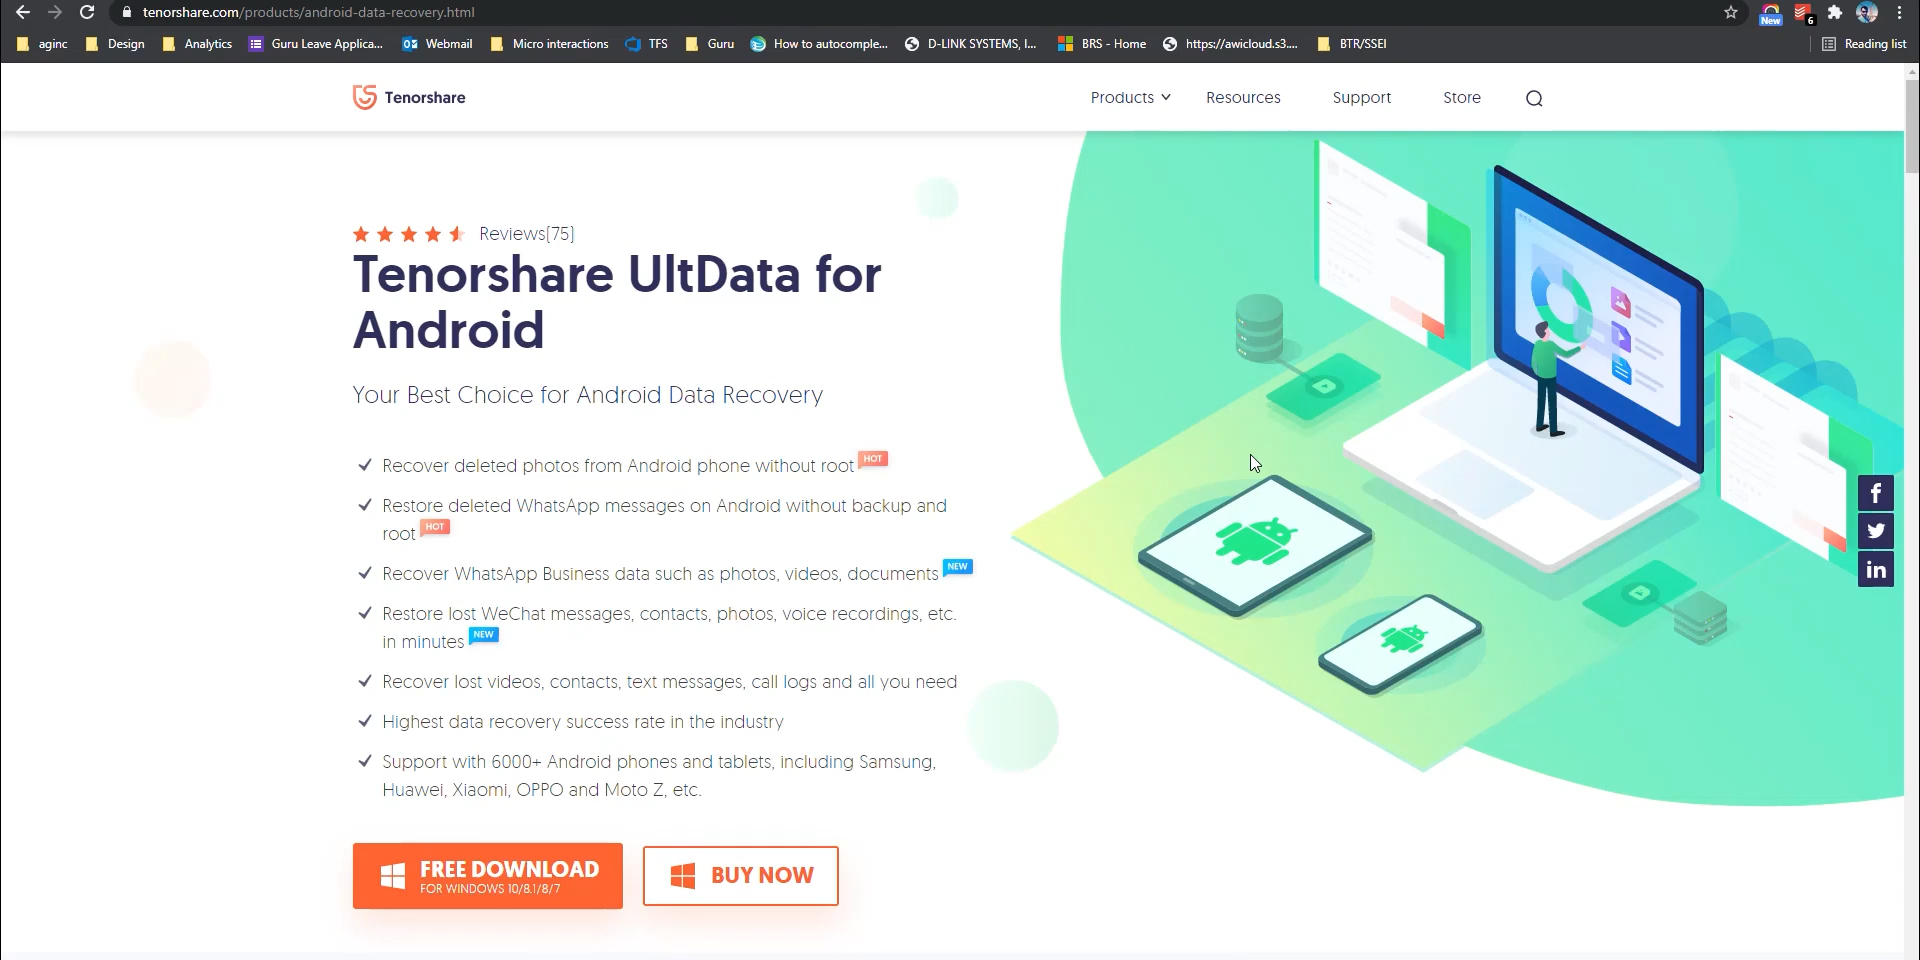 tenorshare.com/products/android-data-recovery.html
New
6
aginc
Design
Analytics
Guru Leave Applica...
Webmail
Micro interactions
TFS
Guru
How to autocomple...
D-LINK SYSTEMS, I...
BRS - Home
https://awicloud.s3....
BTR/SSEI
Reading list
Tenorshare
Products
Resources
Support
Store
Reviews(75)
Tenorshare UltData for
Android
Your Best Choice for Android Data Recovery
Recover deleted photos from Android phone without root HOT
Restore deleted WhatsApp messages on Android without backup and
root HOT
Recover WhatsApp Business data such as photos, videos, documents NEW
Restore lost WeChat messages, contacts, photos, voice recordings, etc.
in minutes NEW
Recover lost videos, contacts, text messages, call logs and all you need
Highest data recovery success rate in the industry
Support with 6000+ Android phones and tablets, including Samsung,
Huawei, Xiaomi, OPPO and Moto Z, etc.
FREE DOWNLOAD
FOR WINDOWS 10/8.1/8/7
BUY NOW
f
in